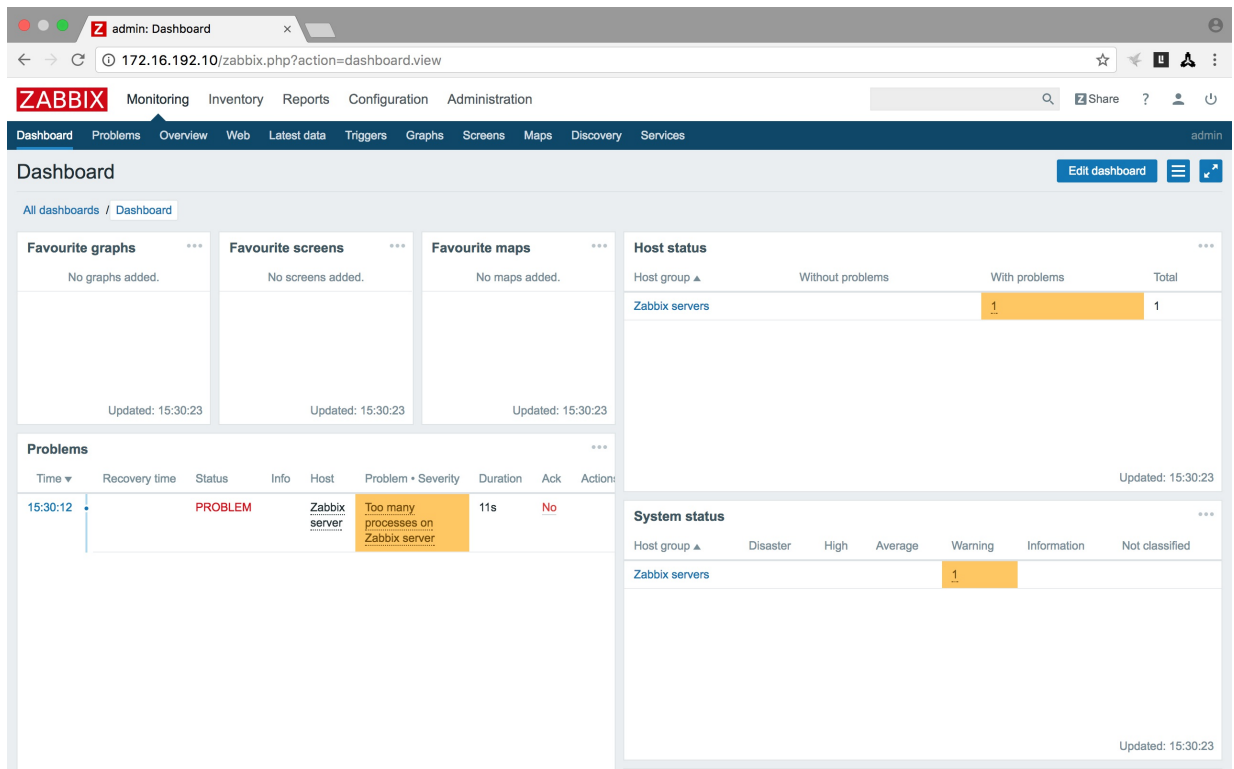 admin: Dashboard
172.16.192.10/zabbix.php?action=dashboard.view
ZABBIX Monitoring Inventory Reports Configuration Administration Share ?
Dashboard Problems Overview Web Latest data Triggers Graphs Screens Maps Discovery Services admin
Dashboard Edit dashboard
All dashboards / Dashboard
Favourite graphs
No graphs added.
Updated: 15:30:23
Favourite screens
No screens added.
Updated: 15:30:23
Favourite maps
No maps added.
Updated: 15:30:23
Host status
Host group Without problems With problems Total
Zabbix servers 1 1
Updated: 15:30:23
Problems
Time Recovery time Status Info Host Problem • Severity Duration Ack Action
15:30:12 PROBLEM Zabbix Too many 11s No
server processes on
Zabbix server
System status
Host group Disaster High Average Warning Information Not classified
Zabbix servers 1
Updated: 15:30:23